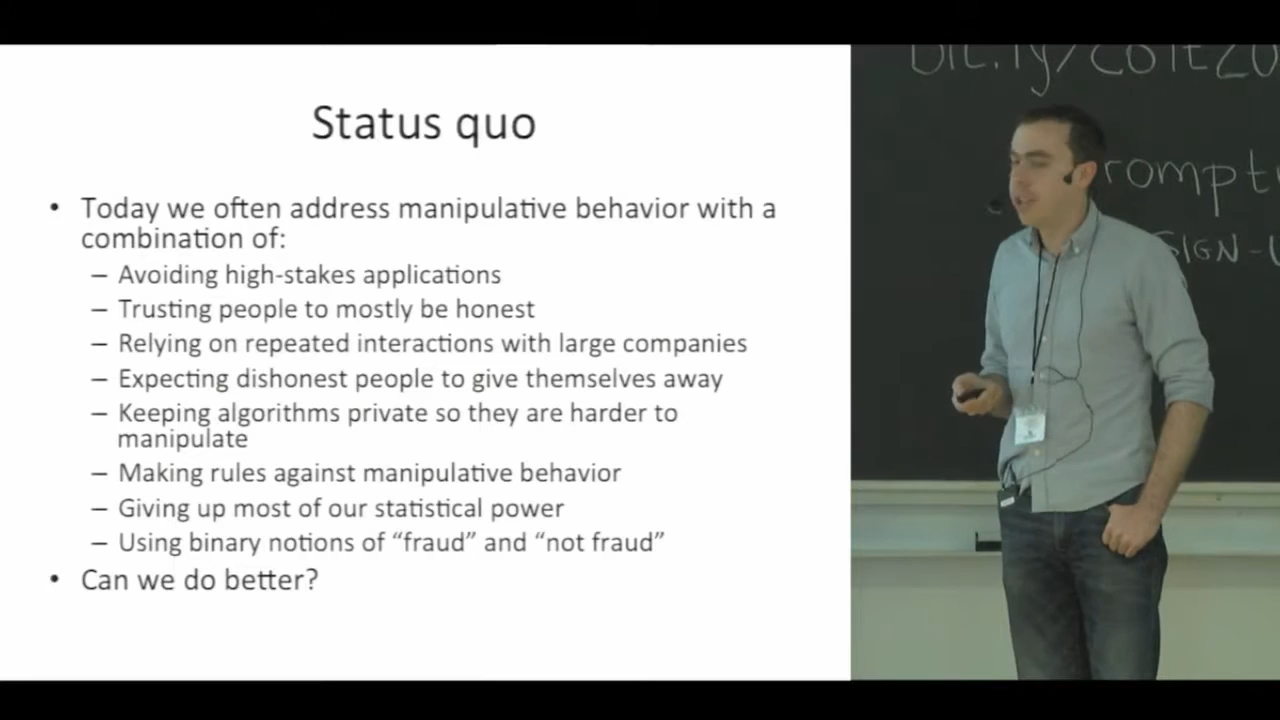 Status quo
• Today we often address manipulative behavior with a
combination of:
– Avoiding high-stakes applications
– Trusting people to mostly be honest
– Relying on repeated interactions with large companies
– Expecting dishonest people to give themselves away
– Keeping algorithms private so they are harder to
manipulate
– Making rules against manipulative behavior
– Giving up most of our statistical power
– Using binary notions of “fraud” and “not fraud”
• Can we do better?